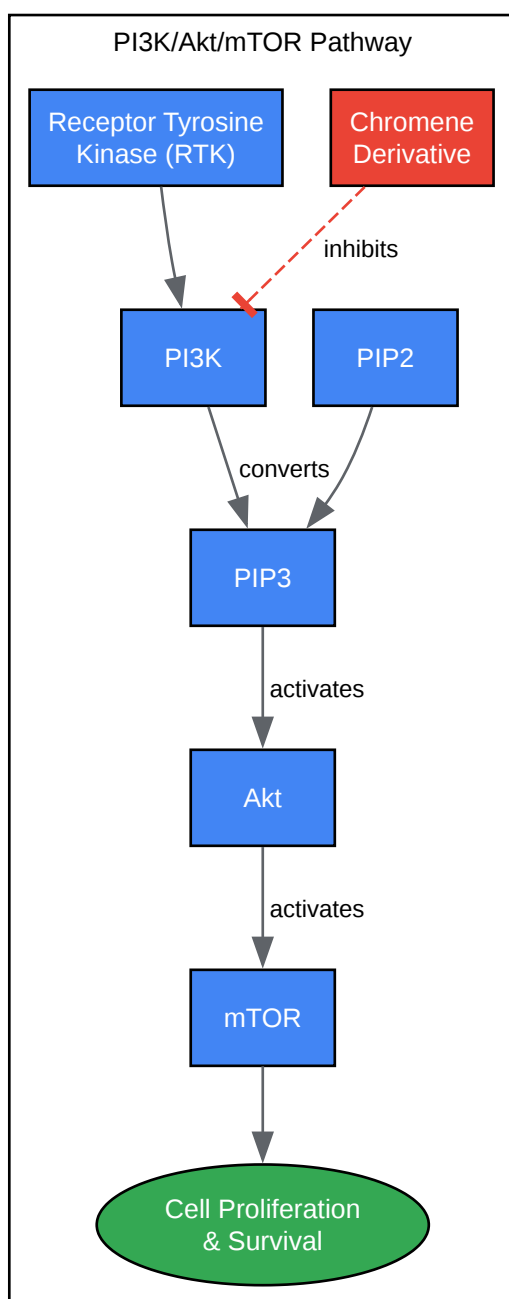 PI3K/Akt/mTOR Pathway
Receptor Tyrosine
Kinase (RTK)
Chromene
Derivative
inhibits
PI3K
PIP2
converts
PIP3
activates
Akt
activates
mTOR
Cell Proliferation
& Survival